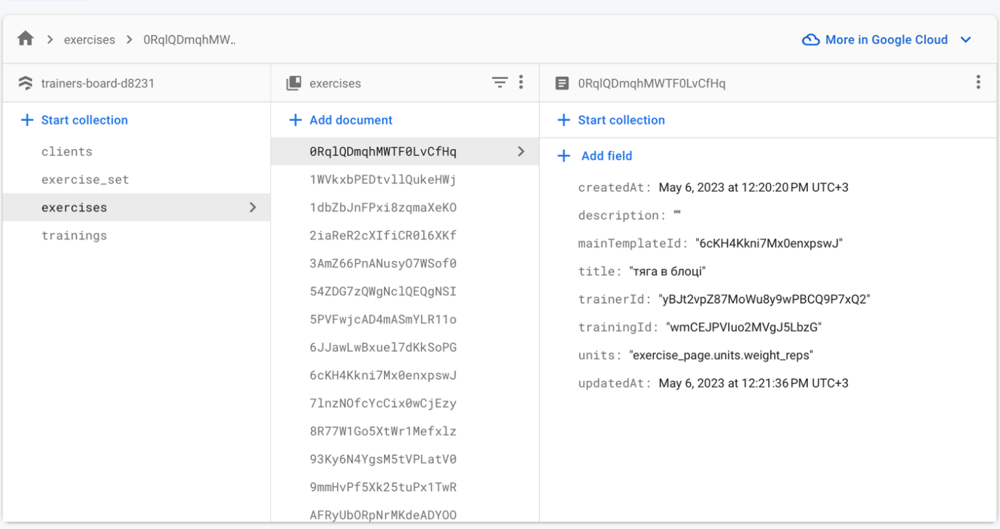 exercises > 0RqlQDmqhMW..
More in Google Cloud
trainers-board-d8231
Start collection
clients
exercise_set
exercises
trainings
exercises
Add document
0RqlQDmqhMWTF0LvCfHq
1WVkxbPEDtvllQukeHWj
1dbZbJnFPxi8zqmaXeKO
2iaReR2cXIfiCR0l6XKf
3AmZ66PnANusyO7WSof0
54ZDG7zQWgNclQEQgNSI
5PVFwjcAD4mASmYLR11o
6JJawLwBxuel7dKkSoPG
6cKH4Kkni7Mx0enxpswJ
7lnzNOfcYcCix0wCjEzy
8R77W1Go5XtWr1Mefxlz
93Ky6N4YgsM5tVPLatV0
9mmHvPf5Xk25tuPx1TwR
AFRyUbORpNrMKdeADYOO
0RqlQDmqhMWTF0LvCfHq
Start collection
Add field
createdAt: May 6, 2023 at 12:20:20 PM UTC+3
description: ""
mainTemplateId: "6cKH4Kkni7Mx0enxpswJ"
title: "тяга в блоці"
trainerId: "yBJt2vpZ87MoWu8y9wPBCQ9P7xQ2"
trainingId: "wmCEJPVIuo2MVgJ5LbzG"
units: "exercise_page.units.weight_reps"
updatedAt: May 6, 2023 at 12:21:36 PM UTC+3